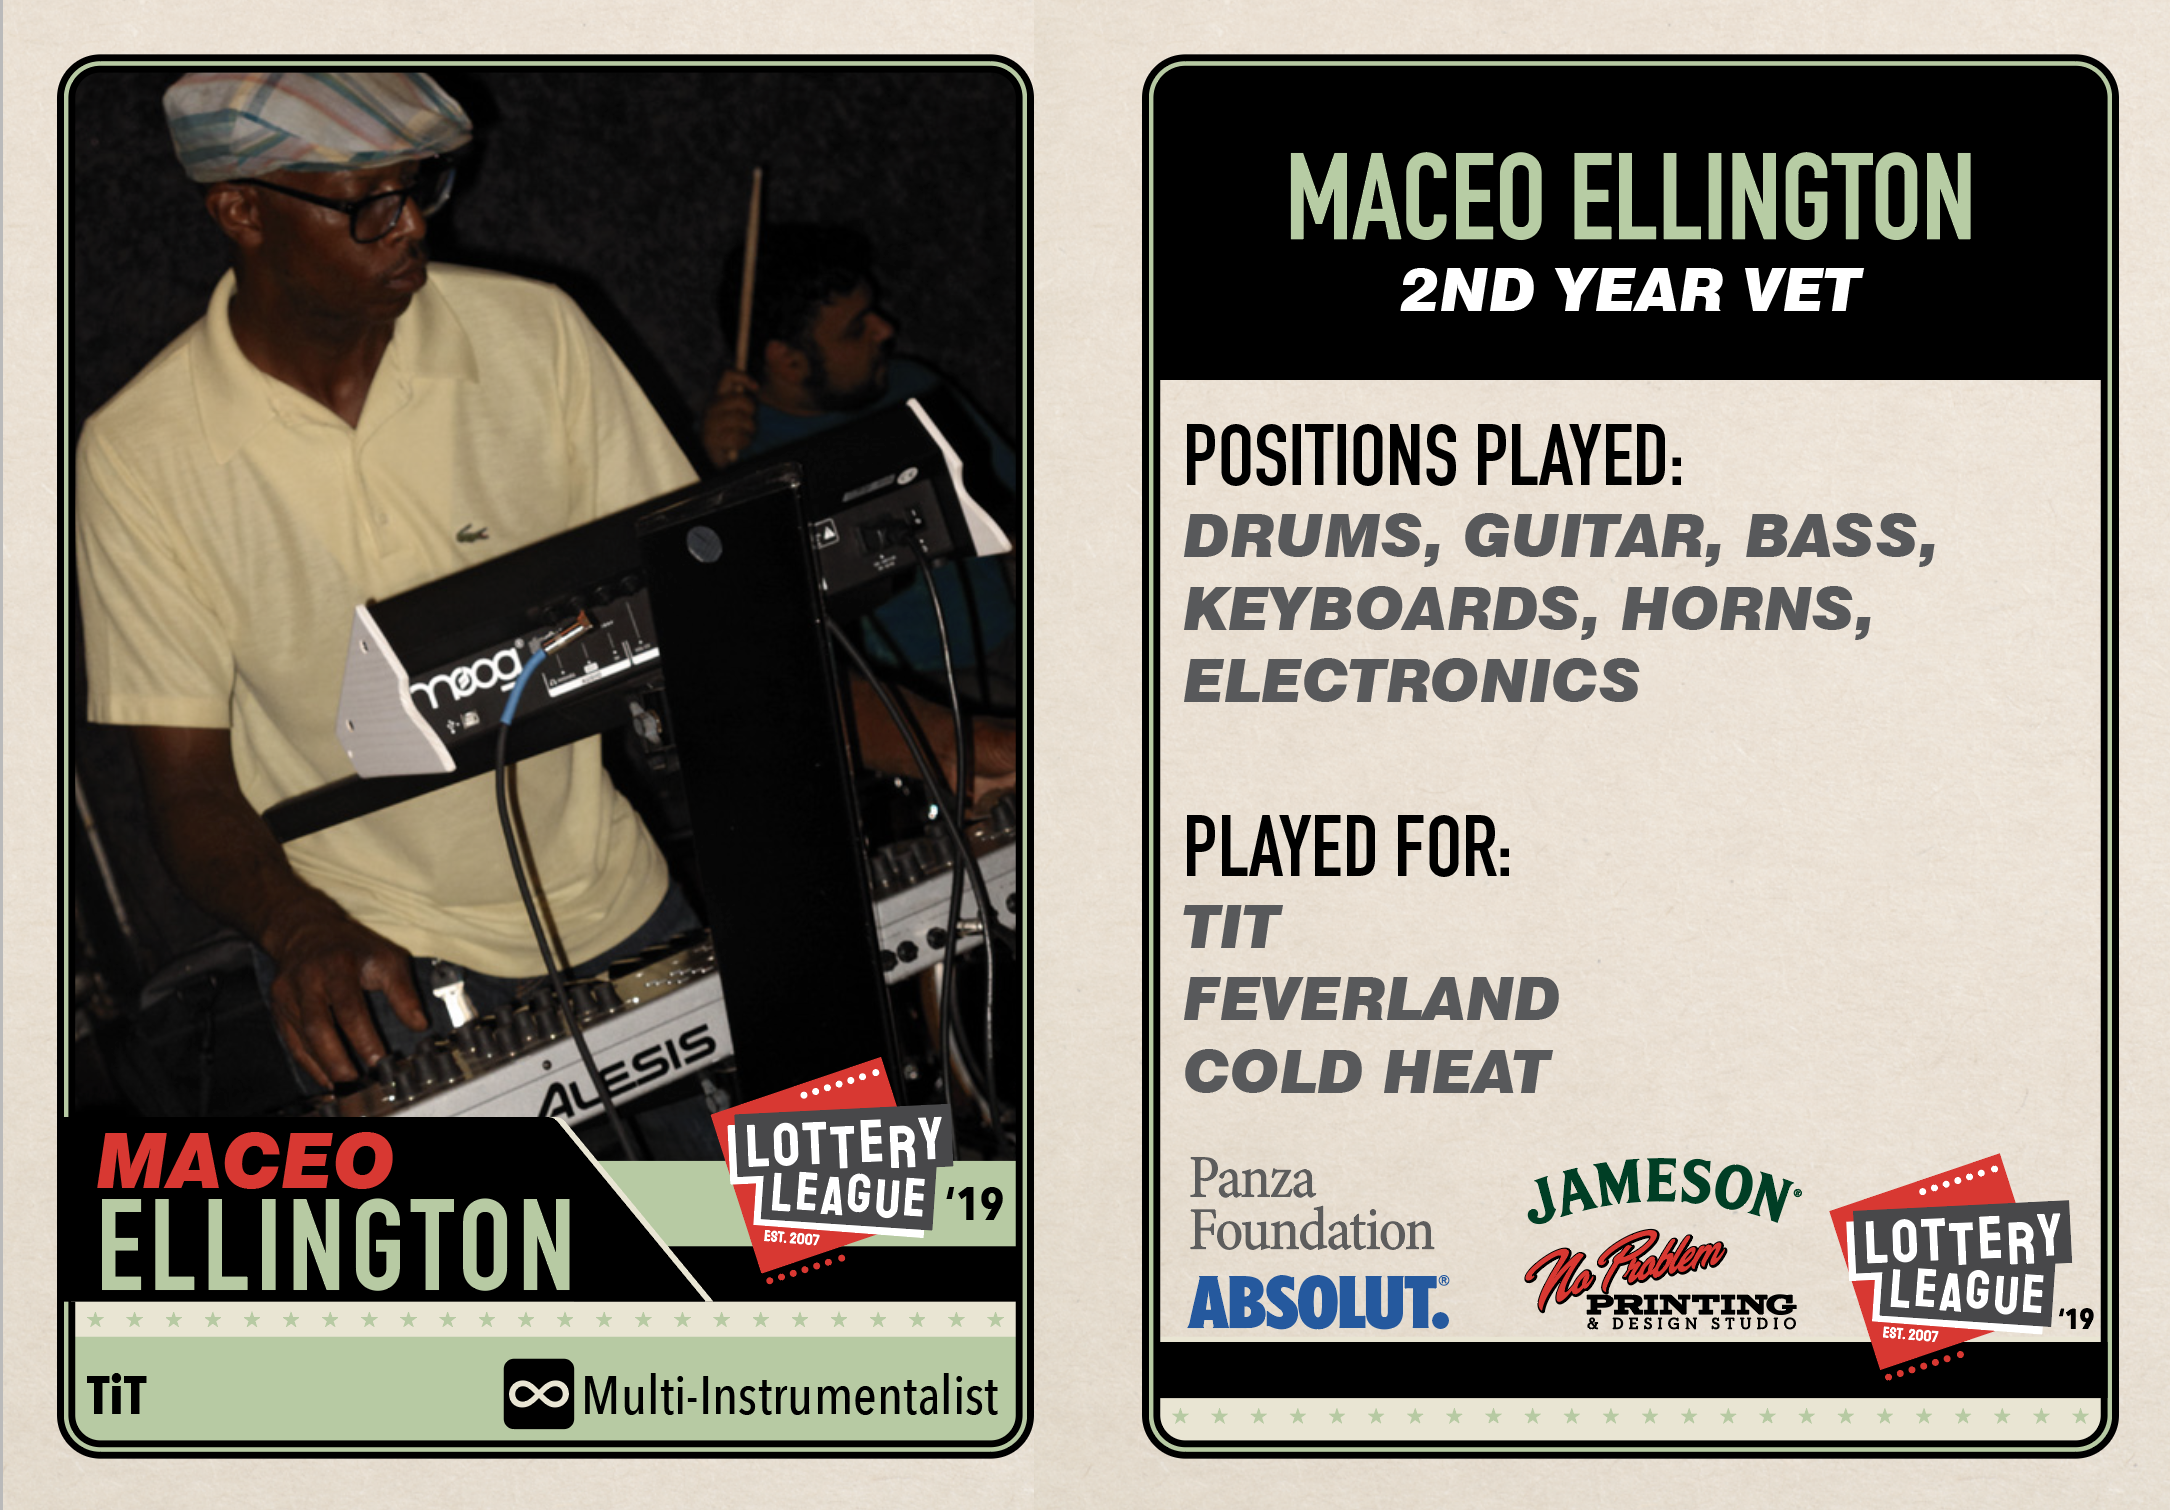 moog
ALESIS
MACEO
ELLINGTON
LOTTERY
LEAGUE
EST. 2007
'19
TiT
Multi-Instrumentalist
MACEO ELLINGTON
2ND YEAR VET
POSITIONS PLAYED:
DRUMS, GUITAR, BASS,
KEYBOARDS, HORNS,
ELECTRONICS
PLAYED FOR:
TIT
FEVERLAND
COLD HEAT
Panza
Foundation
ABSOLUT.®
JAMESON®
No Problem
PRINTING
& DESIGN STUDIO
LOTTERY
LEAGUE
EST. 2007
'19